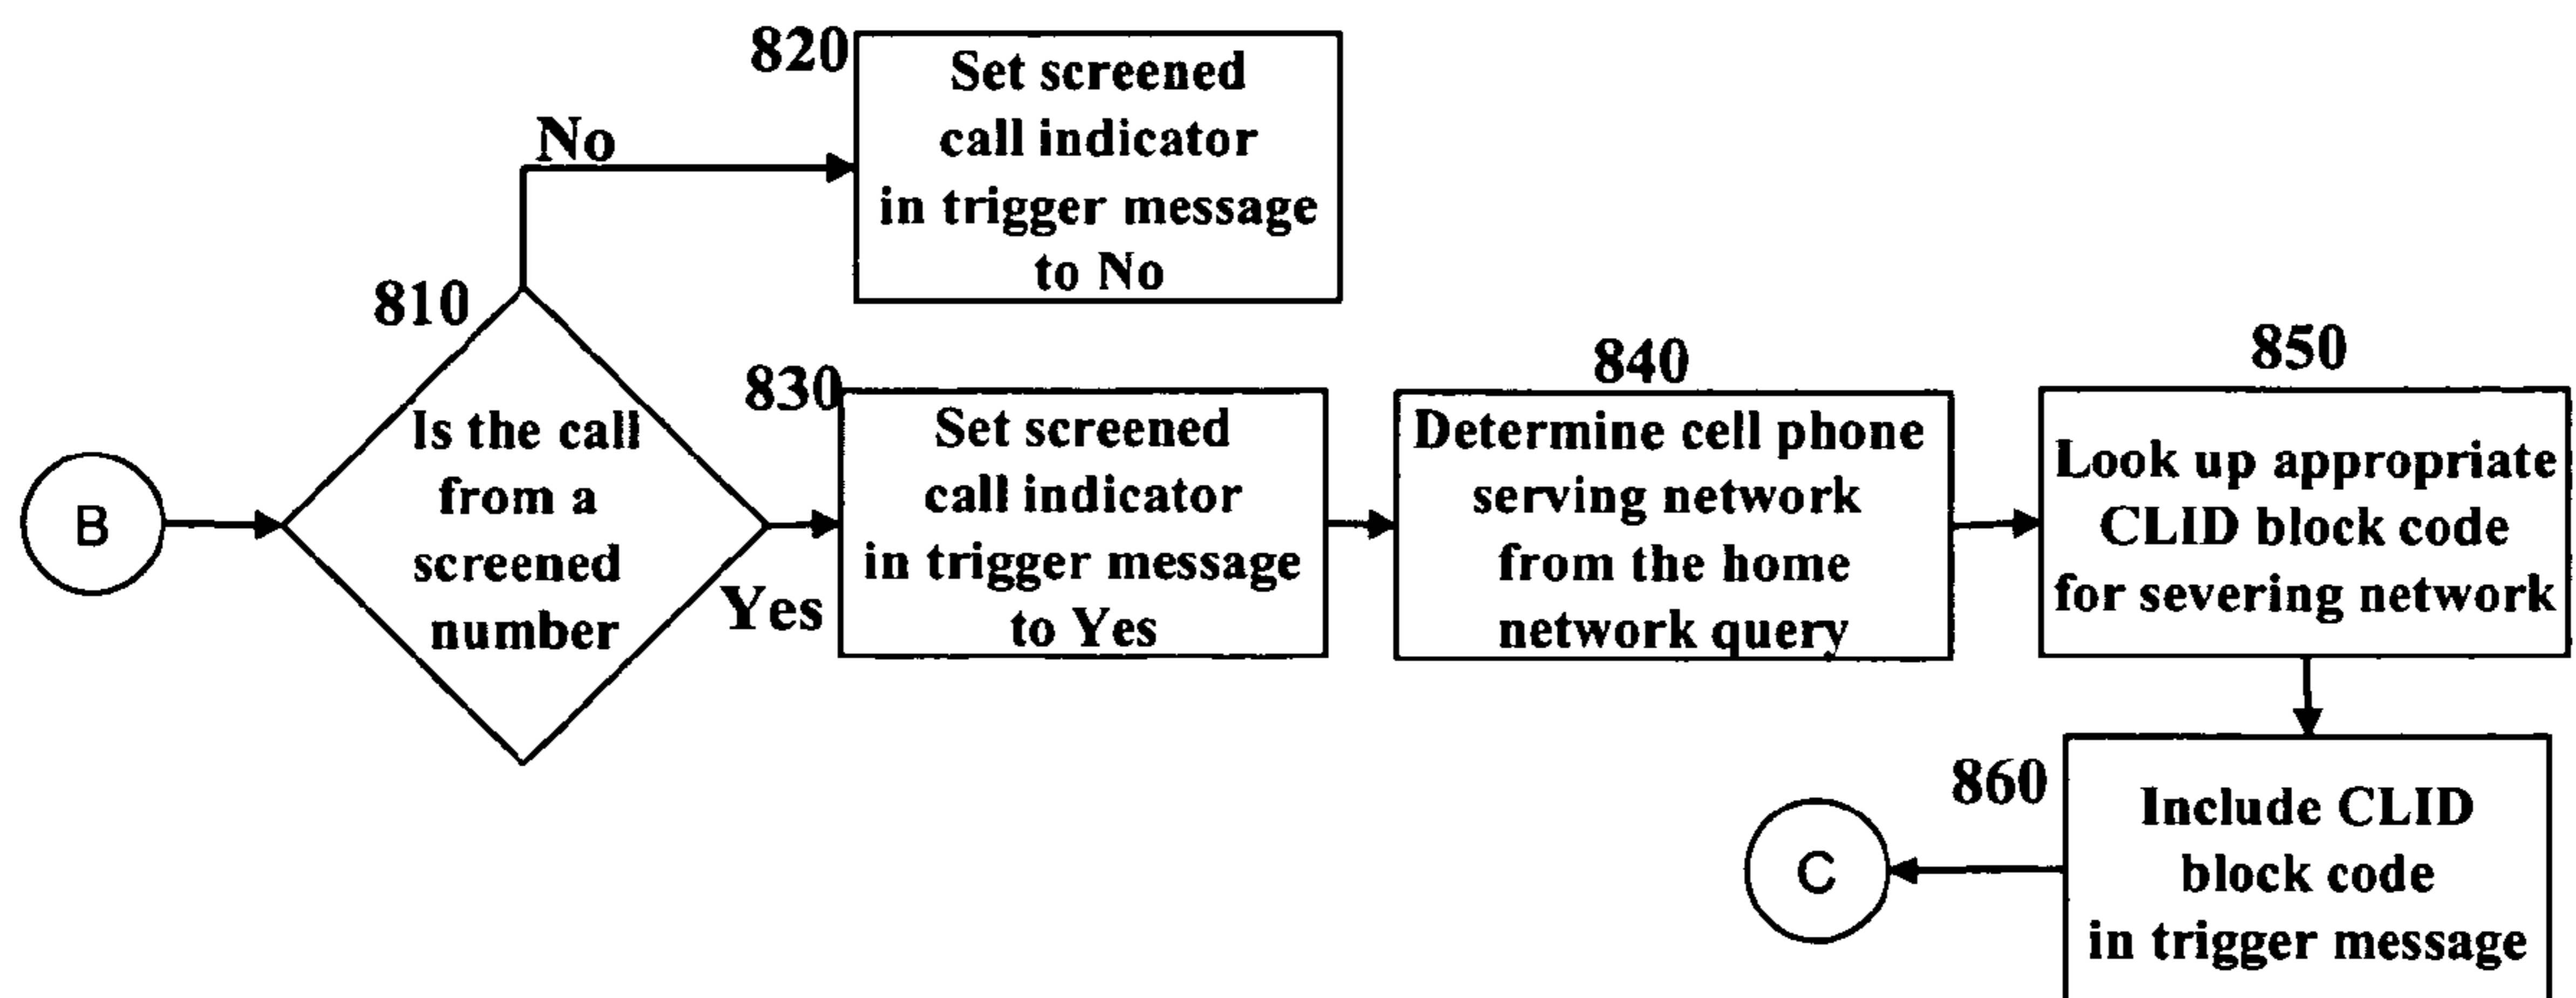 820
Set screened
call indicator
in trigger message
to No
No
810
Is the call
from a
screened
number
B
Yes
830
Set screened
call indicator
in trigger message
to Yes
840
Determine cell phone
serving network
from the home
network query
850
Look up appropriate
CLID block code
for severing network
860
Include CLID
block code
in trigger message
C